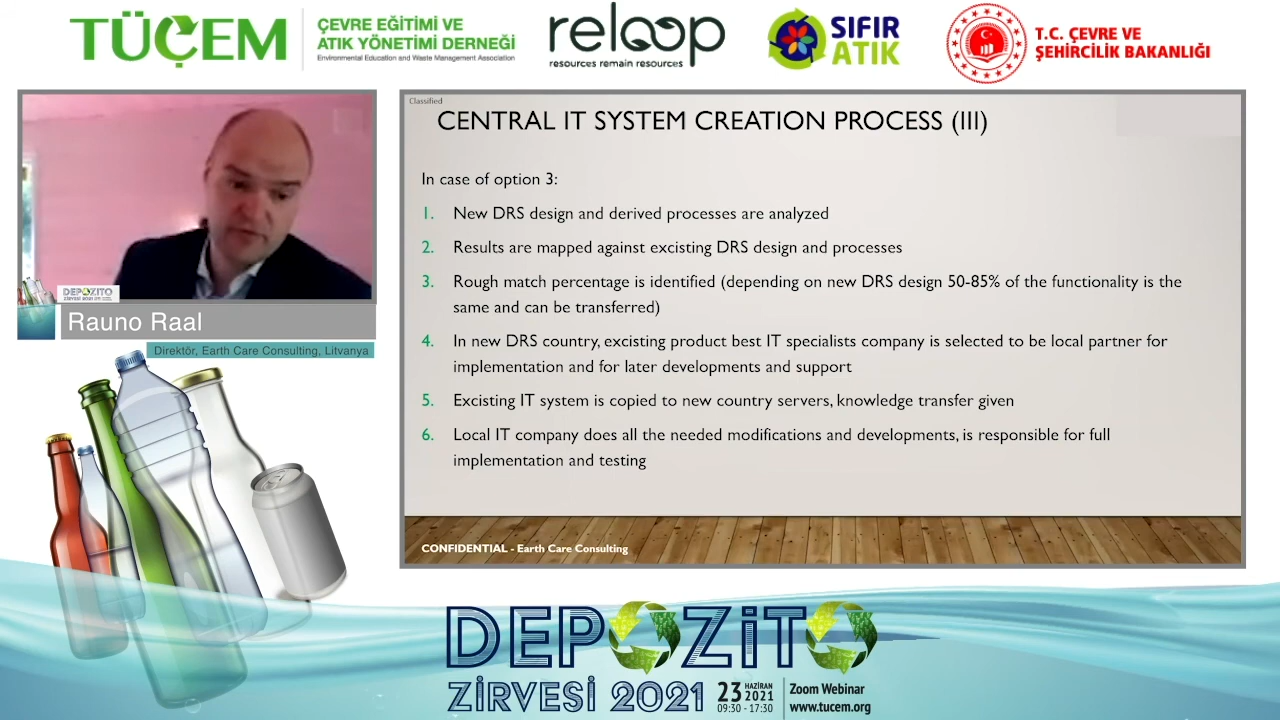 TÜÇEM
ÇEVRE EĞİTİMİ VE
ATIK YÖNETİMİ DERNEĞİ
Environmental Education and Waste Management Association
reloop
resources remain resources
SIFIR
ATIK
T.C. ÇEVRE VE
ŞEHİRCİLİK BAKANLIĞI
Classified
CENTRAL IT SYSTEM CREATION PROCESS (III)
In case of option 3:
1. New DRS design and derived processes are analyzed
2. Results are mapped against excisting DRS design and processes
3. Rough match percentage is identified (depending on new DRS design 50-85% of the functionality is the
same and can be transferred)
4. In new DRS country, excisting product best IT specialists company is selected to be local partner for
implementation and for later developments and support
5. Excisting IT system is copied to new country servers, knowledge transfer given
6. Local IT company does all the needed modifications and developments, is responsible for full
implementation and testing
CONFIDENTIAL - Earth Care Consulting
DEPOZİTO
Rauno Raal
Direktör, Earth Care Consulting, Litvanya
DEPOZİTO
ZİRVESİ 2021
23 HAZİRAN
2021
09:30 - 17:30
Zoom Webinar
www.tucem.org